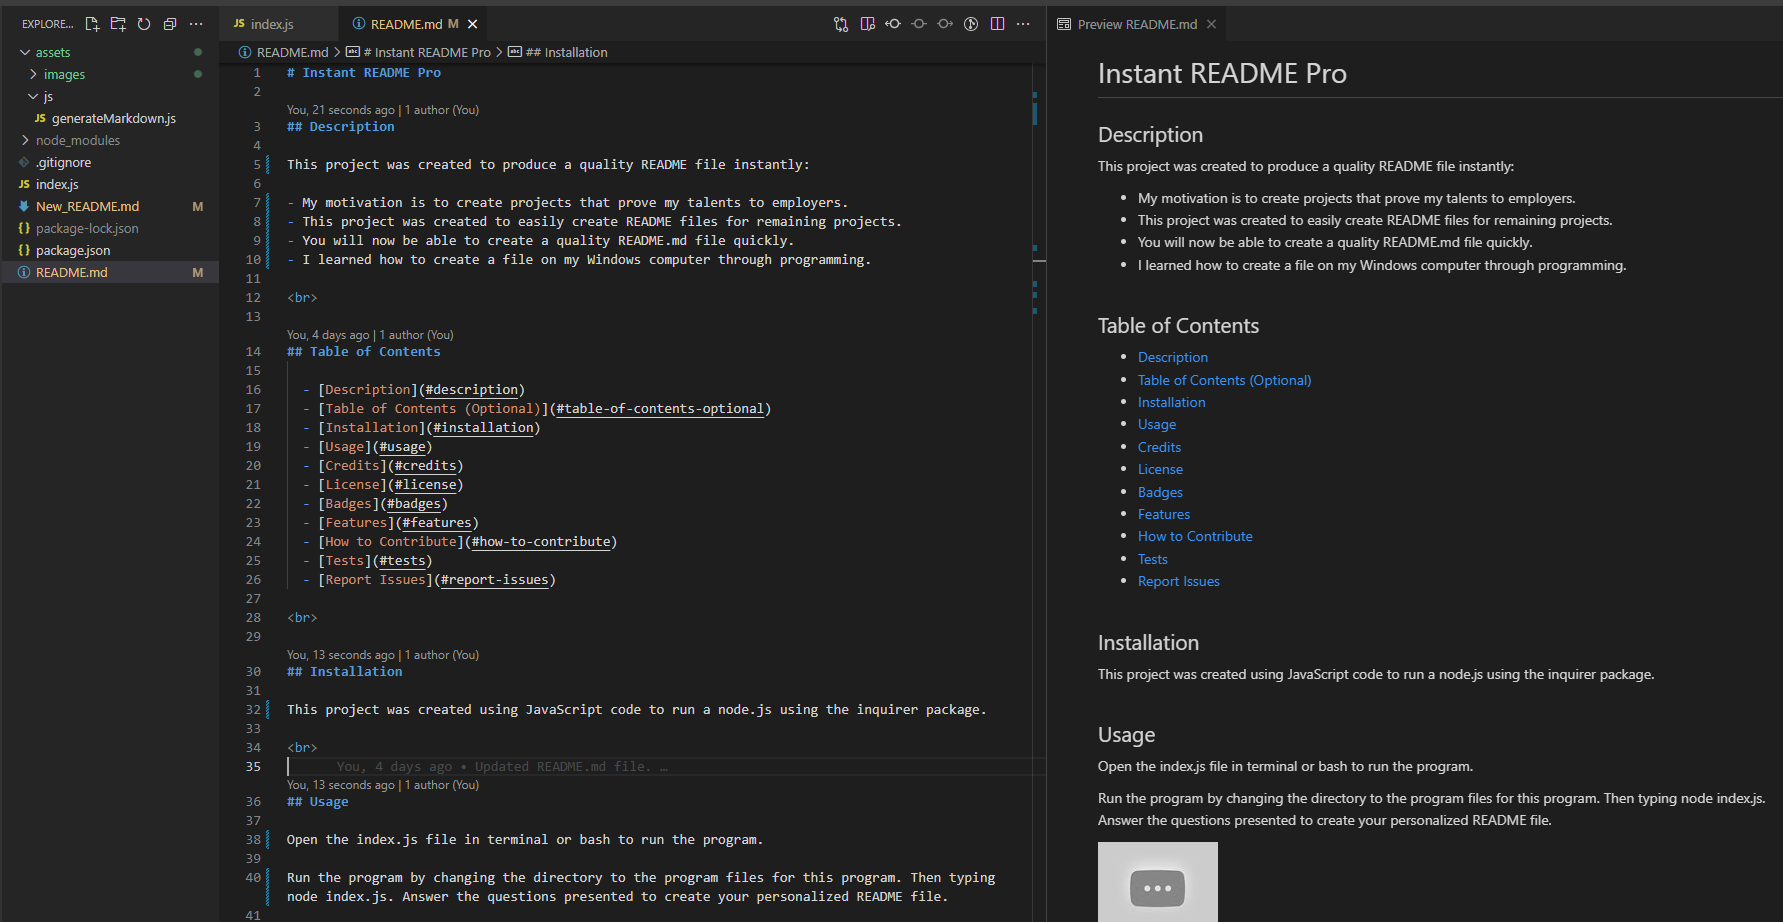 EXPLORE...
assets
images
js
JS generateMarkdown.js
node_modules
.gitignore
JS index.js
New_README.md M
{} package-lock.json
{} package.json
README.md M
JS index.js
README.md M
README.md > # Instant README Pro > ## Installation
1 # Instant README Pro
2
You, 21 seconds ago | 1 author (You)
3 ## Description
4
5 This project was created to produce a quality README file instantly:
6
7 - My motivation is to create projects that prove my talents to employers.
8 - This project was created to easily create README files for remaining projects.
9 - You will now be able to create a quality README.md file quickly.
10 - I learned how to create a file on my Windows computer through programming.
11
12 <br>
13
You, 4 days ago | 1 author (You)
14 ## Table of Contents
15
16 - [Description](#description)
17 - [Table of Contents (Optional)](#table-of-contents-optional)
18 - [Installation](#installation)
19 - [Usage](#usage)
20 - [Credits](#credits)
21 - [License](#license)
22 - [Badges](#badges)
23 - [Features](#features)
24 - [How to Contribute](#how-to-contribute)
25 - [Tests](#tests)
26 - [Report Issues](#report-issues)
27
28 <br>
29
You, 13 seconds ago | 1 author (You)
30 ## Installation
31
32 This project was created using JavaScript code to run a node.js using the inquirer package.
33
34 <br>
35 You, 4 days ago • Updated README.md file. …
You, 13 seconds ago | 1 author (You)
36 ## Usage
37
38 Open the index.js file in terminal or bash to run the program.
39
40 Run the program by changing the directory to the program files for this program. Then typing
node index.js. Answer the questions presented to create your personalized README file.
41
Preview README.md
Instant README Pro
Description
This project was created to produce a quality README file instantly:
• My motivation is to create projects that prove my talents to employers.
• This project was created to easily create README files for remaining projects.
• You will now be able to create a quality README.md file quickly.
• I learned how to create a file on my Windows computer through programming.
Table of Contents
• Description
• Table of Contents (Optional)
• Installation
• Usage
• Credits
• License
• Badges
• Features
• How to Contribute
• Tests
• Report Issues
Installation
This project was created using JavaScript code to run a node.js using the inquirer package.
Usage
Open the index.js file in terminal or bash to run the program.
Run the program by changing the directory to the program files for this program. Then typing node index.js.
Answer the questions presented to create your personalized README file.